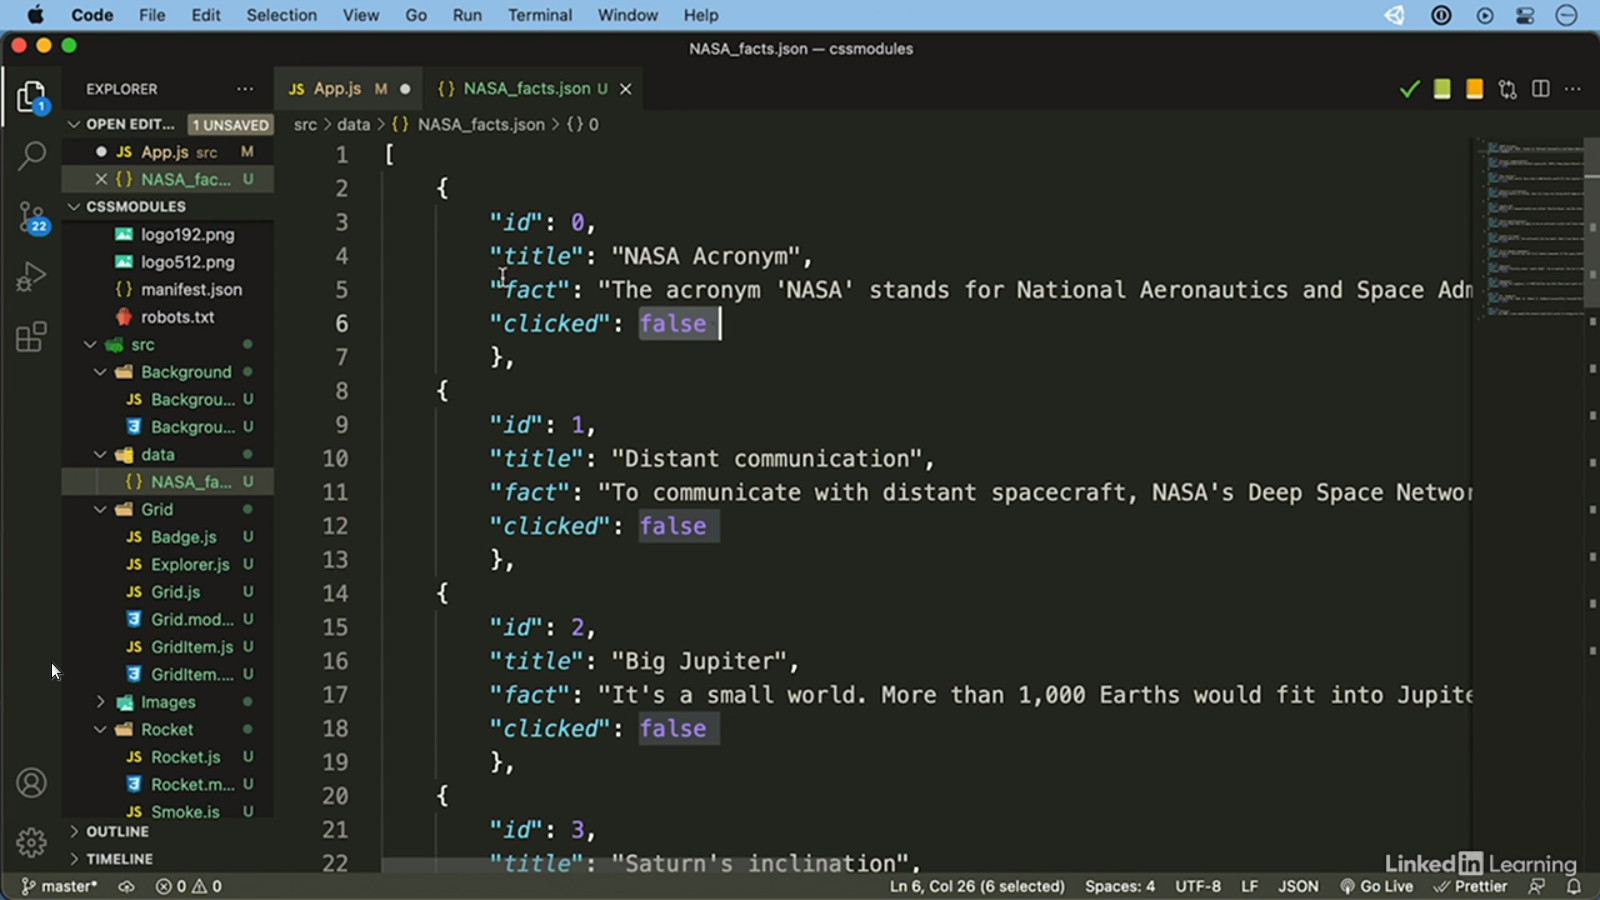 Code File Edit Selection View Go Run Terminal Window Help
NASA_facts.json — cssmodules
EXPLORER
JS App.js M
{} NASA_facts.json U
OPEN EDIT... 1 UNSAVED
src > data > {} NASA_facts.json > {} 0
JS App.js src M
{} NASA_fac... U
CSSMODULES
logo192.png
logo512.png
{} manifest.json
robots.txt
src
Background
JS Backgrou... U
Backgrou... U
data
{} NASA_fa... U
Grid
JS Badge.js U
JS Explorer.js U
JS Grid.js U
Grid.mod... U
JS GridItem.js U
GridItem.... U
Images
Rocket
JS Rocket.js U
Rocket.m... U
JS Smoke.js U
OUTLINE
TIMELINE
1
22
1 [
2 {
3 "id": 0,
4 "title": "NASA Acronym",
5 "fact": "The acronym 'NASA' stands for National Aeronautics and Space Adm
6 "clicked": false
7 },
8 {
9 "id": 1,
10 "title": "Distant communication",
11 "fact": "To communicate with distant spacecraft, NASA's Deep Space Networ
12 "clicked": false
13 },
14 {
15 "id": 2,
16 "title": "Big Jupiter",
17 "fact": "It's a small world. More than 1,000 Earths would fit into Jupite
18 "clicked": false
19 },
20 {
21 "id": 3,
22 "title": "Saturn's inclination",
LinkedIn Learning
master* 0 0 Ln 6, Col 26 (6 selected) Spaces: 4 UTF-8 LF JSON Go Live Prettier